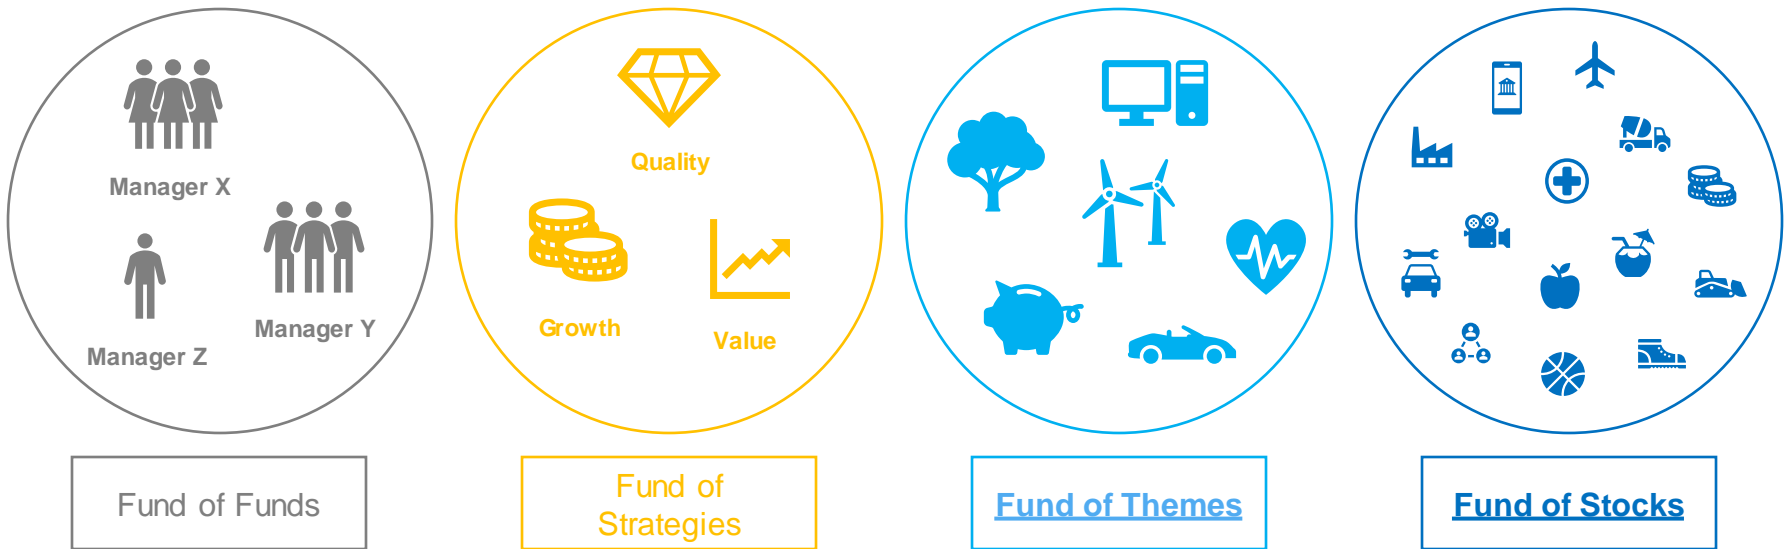 Manager X
Manager Y
Manager Z
Quality
Growth
Value
Fund of Funds
Fund of
Strategies
Fund of Themes
Fund of Stocks